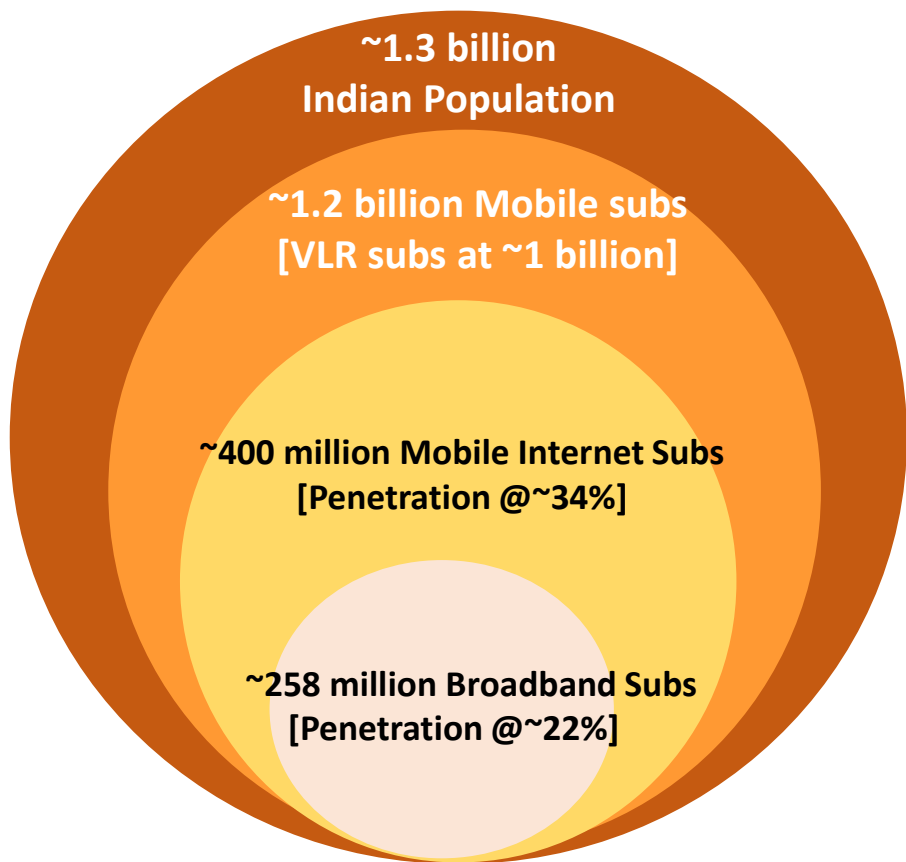 ~1.3 billion
Indian Population
~1.2 billion Mobile subs
[VLR subs at ~1 billion]
~400 million Mobile Internet Subs
[Penetration @~34%]
~258 million Broadband Subs
[Penetration @~22%]